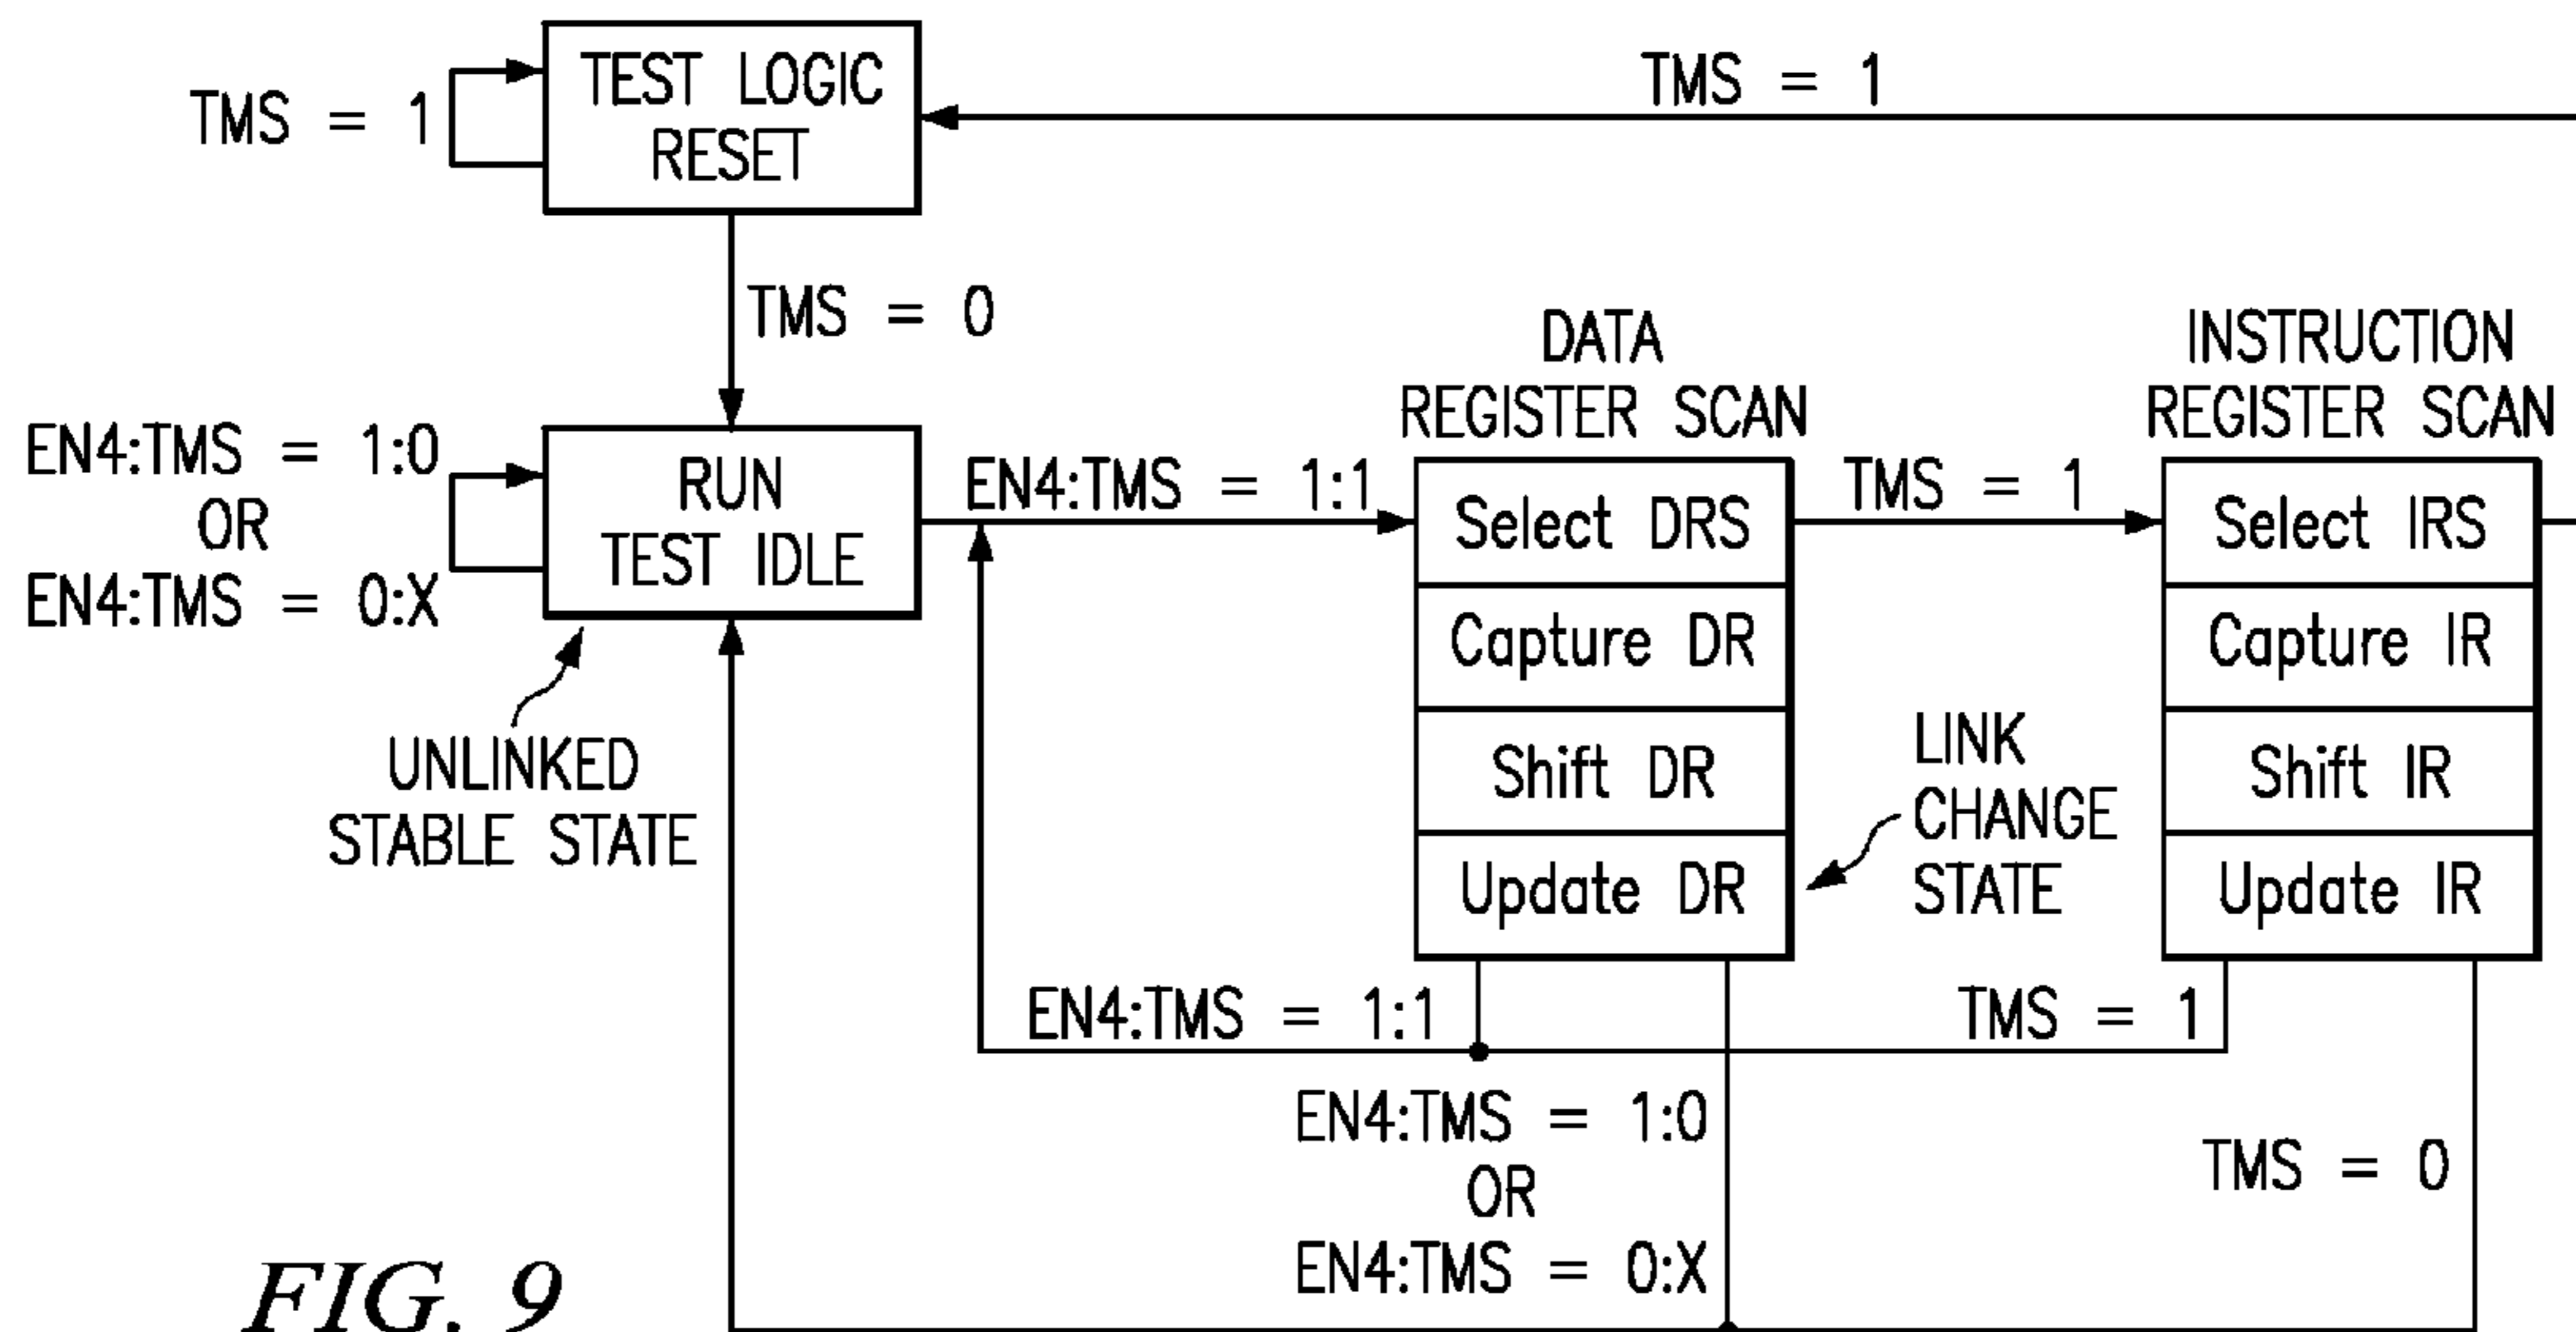 TEST LOGIC
RESET
TMS = 1
TMS = 1
TMS = 0
DATA
REGISTER SCAN
INSTRUCTION
REGISTER SCAN
EN4:TMS = 1:0
OR
EN4:TMS = 0:X
RUN
TEST IDLE
EN4:TMS = 1:1
Select DRS
Capture DR
Shift DR
Update DR
TMS = 1
Select IRS
Capture IR
Shift IR
Update IR
UNLINKED
STABLE STATE
LINK
CHANGE
STATE
EN4:TMS = 1:1
TMS = 1
EN4:TMS = 1:0
OR
EN4:TMS = 0:X
TMS = 0
FIG. 9